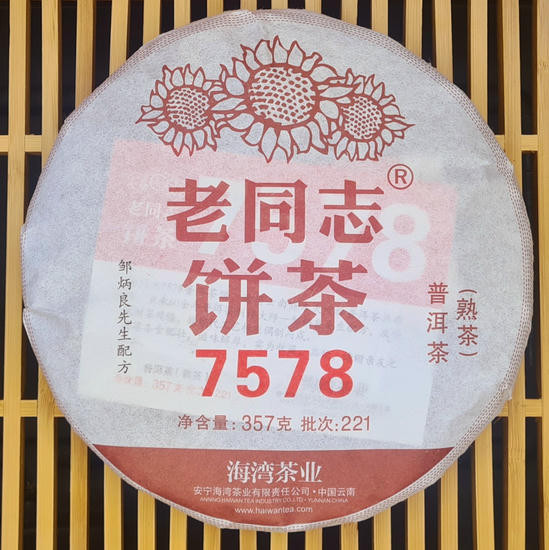 老同志®
饼茶
7578
净含量: 357克 批次: 221
邹炳良先生配方
普洱茶
(熟茶)
海湾茶业
安宁海湾茶业有限责任公司·中国云南
ANNING HAIWAN TEA INDUSTRY CO.LTD·YUNNAN CHINA
www.haiwantea.com